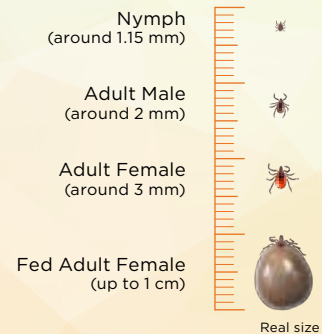 Nymph
(around 1.15 mm)
Adult Male
(around 2 mm)
Adult Female
(around 3 mm)
Fed Adult Female
(up to 1 cm)
Real size